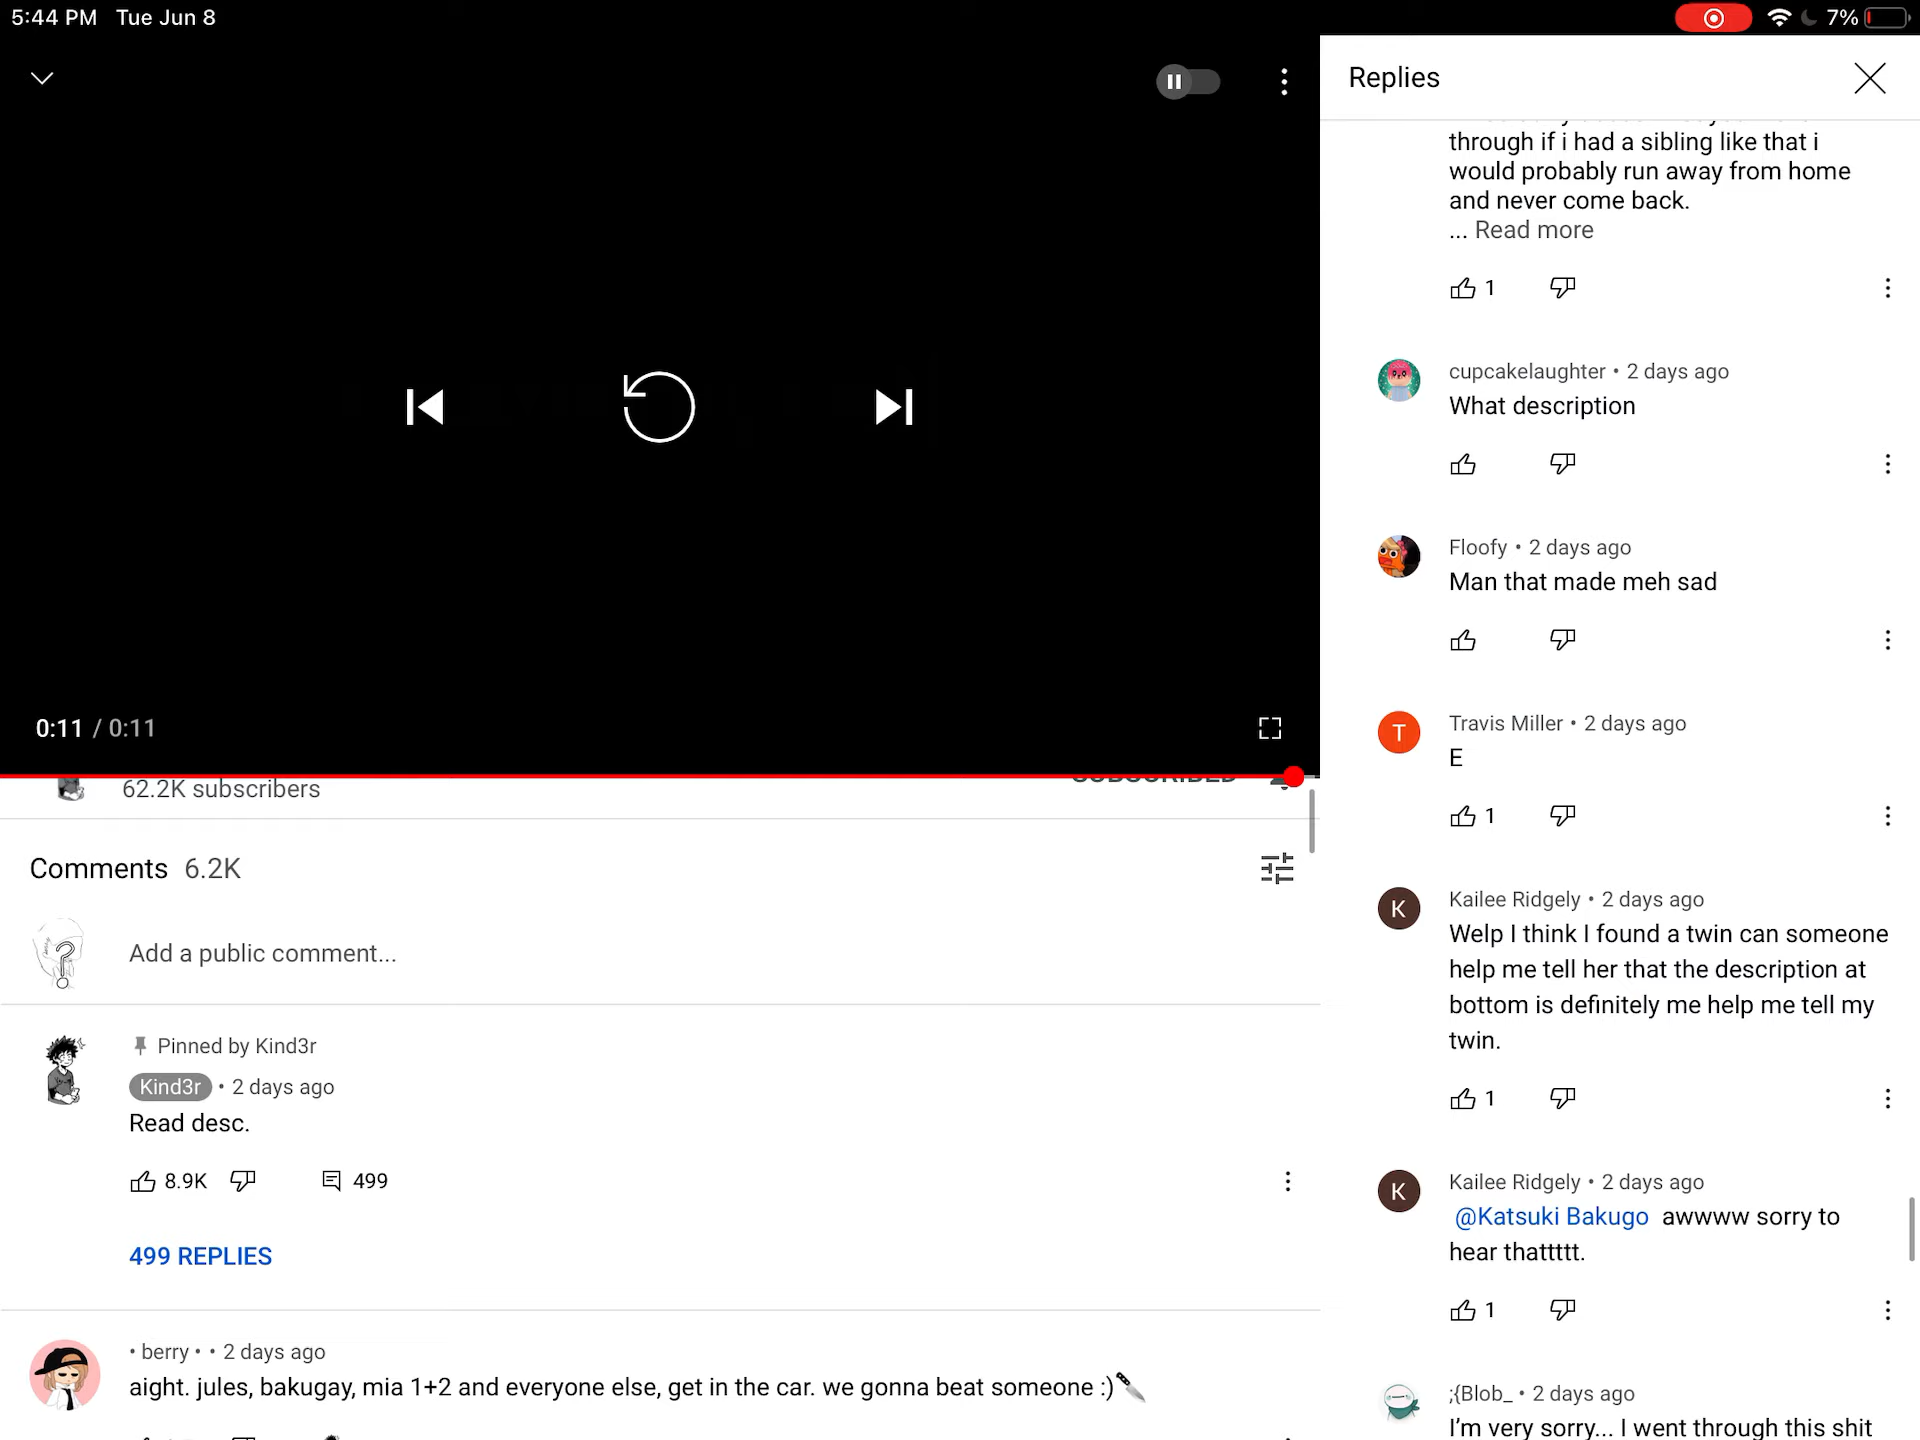 5:44 PM Tue Jun 8
7%
0:11 / 0:11
62.2K subscribers
SUBSCRIBED
Comments 6.2K
Add a public comment...
Pinned by Kind3r
Kind3r • 2 days ago
Read desc.
8.9K 499
499 REPLIES
• berry • • 2 days ago
aight. jules, bakugay, mia 1+2 and everyone else, get in the car. we gonna beat someone :)🔪
Replies
through if i had a sibling like that i
would probably run away from home
and never come back.
... Read more
1
cupcakelaughter • 2 days ago
What description
Floofy • 2 days ago
Man that made meh sad
T
Travis Miller • 2 days ago
E
1
K
Kailee Ridgely • 2 days ago
Welp I think I found a twin can someone
help me tell her that the description at
bottom is definitely me help me tell my
twin.
1
K
Kailee Ridgely • 2 days ago
@Katsuki Bakugo awwww sorry to
hear thattttt.
1
;{Blob_ • 2 days ago
I'm very sorry... I went through this shit